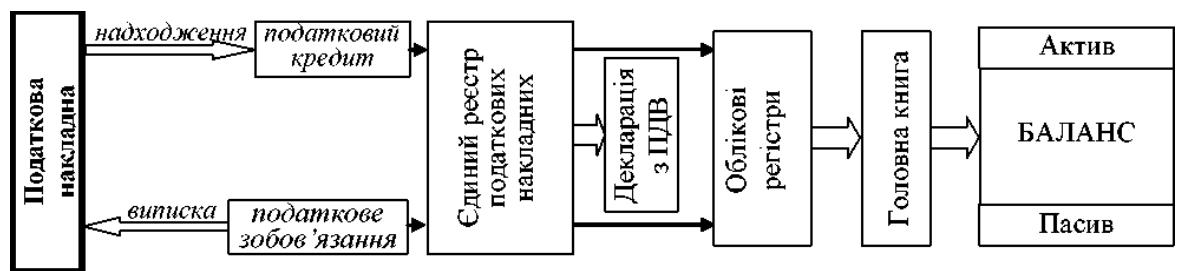 Податкова
накладна
надходження
податковий
кредит
виписка
податкове
зобов’язання
Єдиний реєстр
податкових
накладних
Декларація
з ПДВ
Облікові
регістри
Головна книга
Актив
БАЛАНС
Пасив